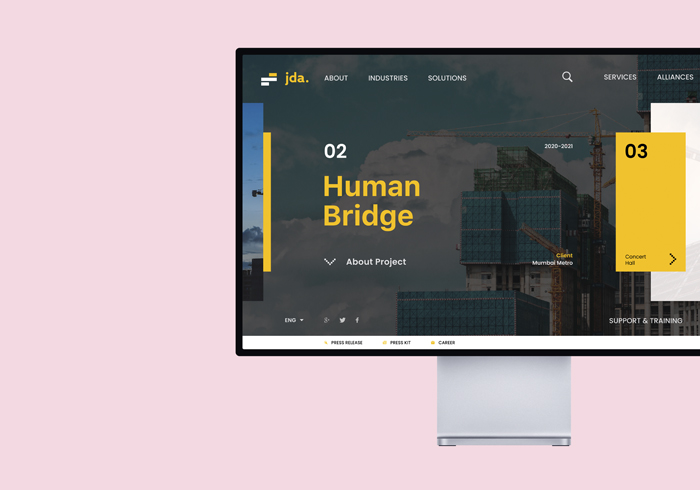 jda.
ABOUT
INDUSTRIES
SOLUTIONS
SERVICES
ALLIANCES
02
2020-2021
03
Human
Bridge
About Project
Client
Mumbai Metro
Concert
Hall
ENG
SUPPORT & TRAINING
PRESS RELEASE
PRESS KIT
CAREER